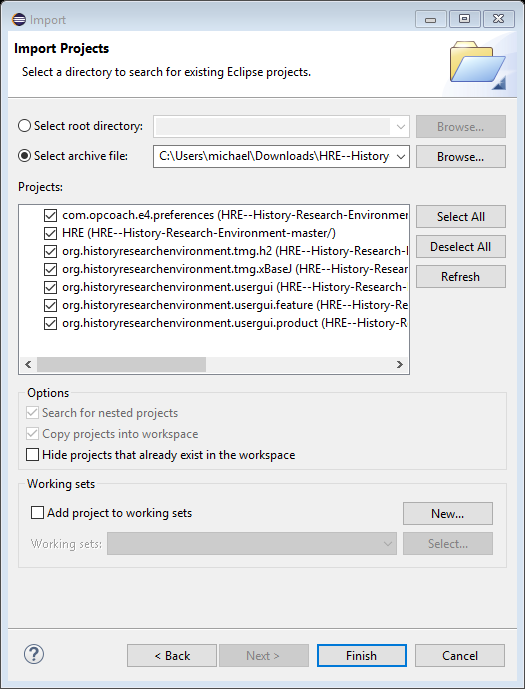 Import
Import Projects
Select a directory to search for existing Eclipse projects.
Select root directory:
Browse...
Select archive file:
C:\Users\michael\Downloads\HRE--History
Browse...
Projects:
com.opcoach.e4.preferences (HRE--History-Research-Environme
HRE (HRE--History-Research-Environment-master/)
org.historyresearchenvironment.tmg.h2 (HRE--History-Research-
org.historyresearchenvironment.tmg.xBaseJ (HRE--History-Resear
org.historyresearchenvironment.usergui (HRE--History-Research-
org.historyresearchenvironment.usergui.feature (HRE--History-Re
org.historyresearchenvironment.usergui.product (HRE--History-R
Select All
Deselect All
Refresh
Options
Search for nested projects
Copy projects into workspace
Hide projects that already exist in the workspace
Working sets
Add project to working sets
New...
Working sets:
Select...
?
< Back
Next >
Finish
Cancel